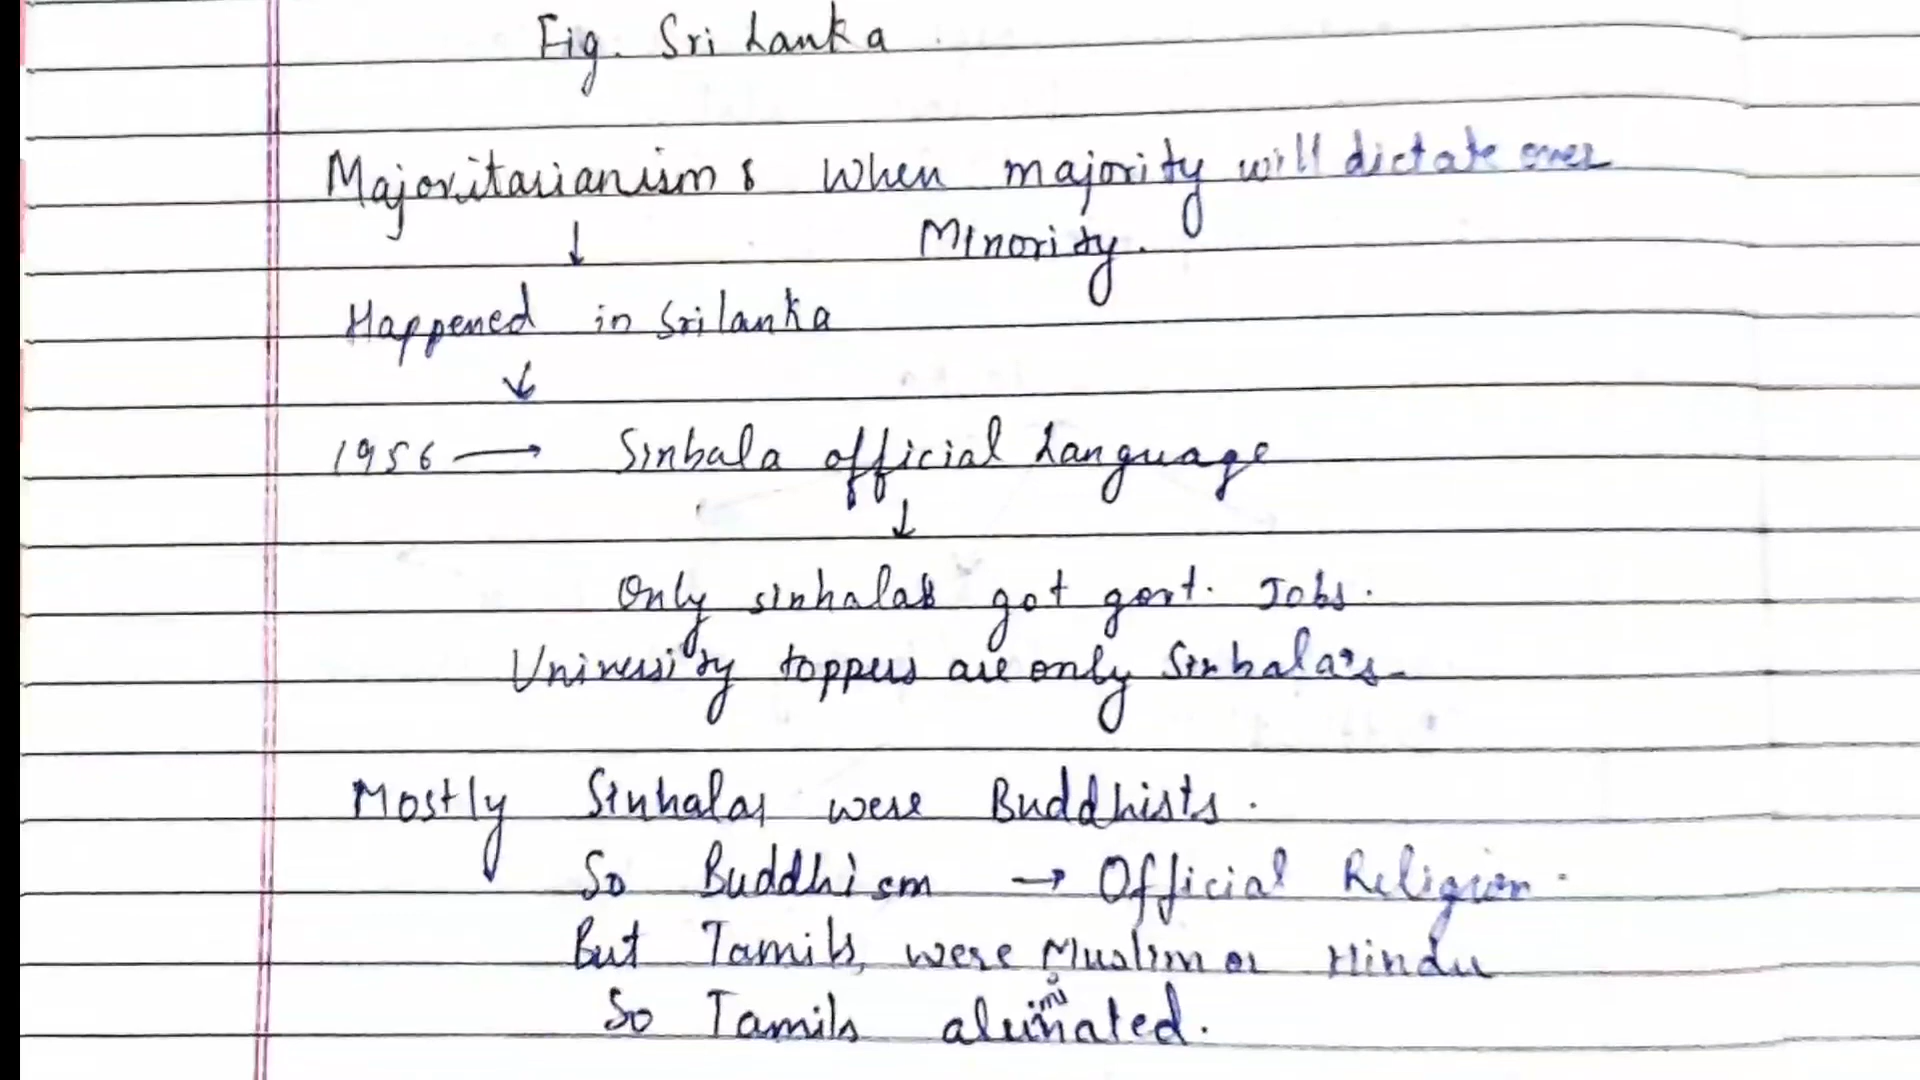 Fig. Sri Lanka
Majoritarianism : When majority will dictate over
Minority.
↓
Happened in Srilanka
↓
1956 → Sinhala official Language
↓
Only sinhalas got govt. Jobs.
University toppers are only Sinhala's
Mostly Sinhalas were Buddhists.
So Buddhism → Official Religion.
But Tamils, were Muslim or Hindu
So Tamils